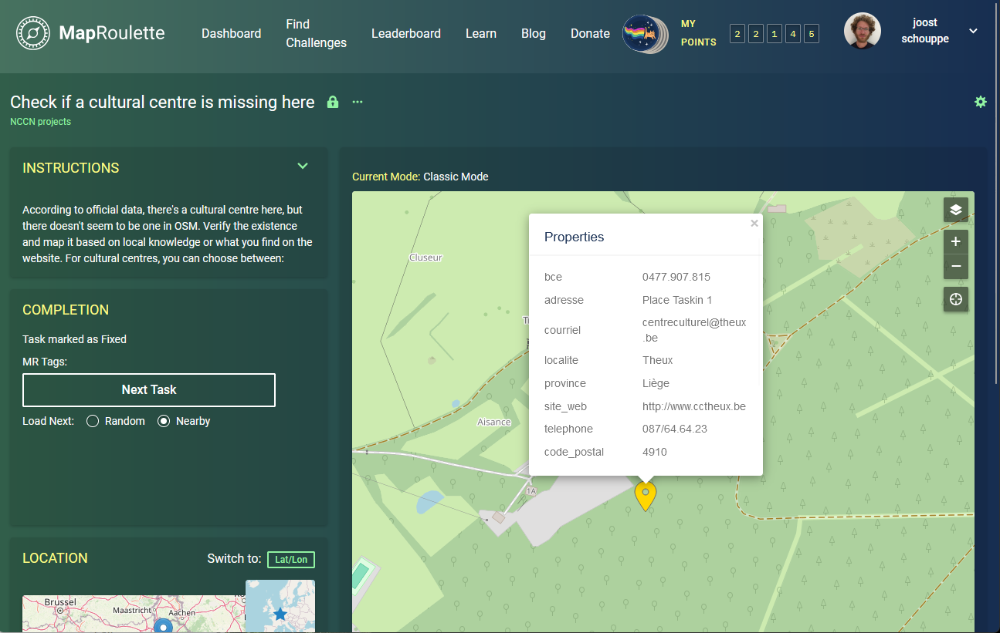 MapRoulette
Dashboard
Find
Challenges
Leaderboard
Learn
Blog
Donate
MY
POINTS
2 2 1 4 5
joost
schouppe
Check if a cultural centre is missing here
NCCN projects
INSTRUCTIONS
According to official data, there's a cultural centre here, but
there doesn't seem to be one in OSM. Verify the existence
and map it based on local knowledge or what you find on the
website. For cultural centres, you can choose between:
COMPLETION
Task marked as Fixed
MR Tags:
Next Task
Load Next: Random Nearby
LOCATION
Switch to: Lat/Lon
Brussel
Maastricht
Aachen
Current Mode: Classic Mode
Cluseur
Aisance
1A
Properties
×
bce 0477.907.815
adresse Place Taskin 1
courriel centreculturel@theux
.be
localite Theux
province Liège
site_web http://www.cctheux.be
telephone 087/64.64.23
code_postal 4910
+
−